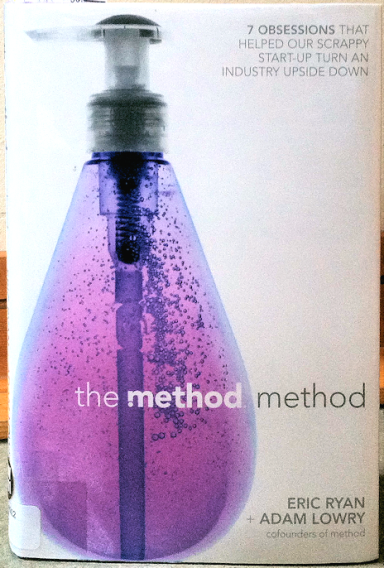 7 OBSESSIONS THAT
HELPED OUR SCRAPPY
START-UP TURN AN
INDUSTRY UPSIDE DOWN
the method method
ERIC RYAN
+ ADAM LOWRY
cofounders of method